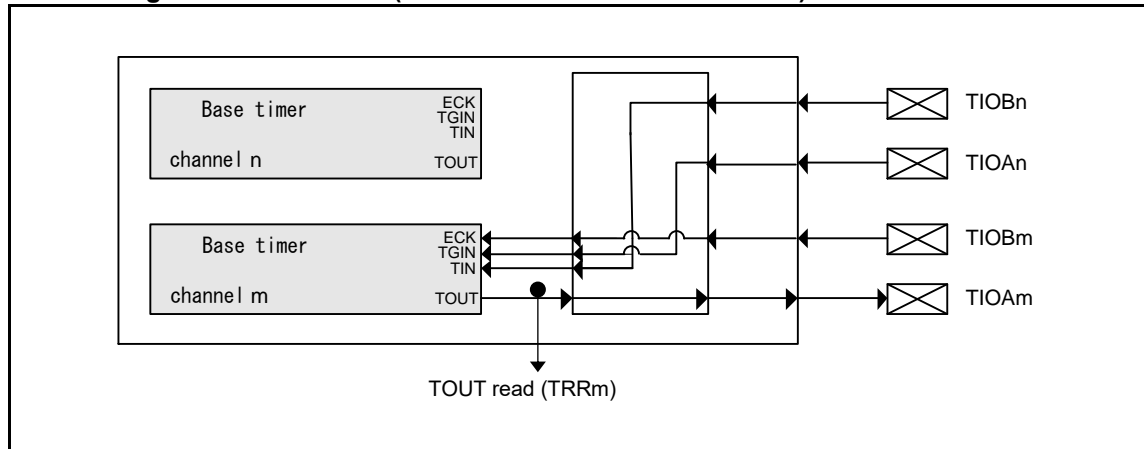 Base timer
channel n
ECK
TGIN
TIN
TOUT
TIOBn
TIOAn
Base timer
channel m
ECK
TGIN
TIN
TOUT
TIOBm
TIOAm
TOUT read (TRRm)